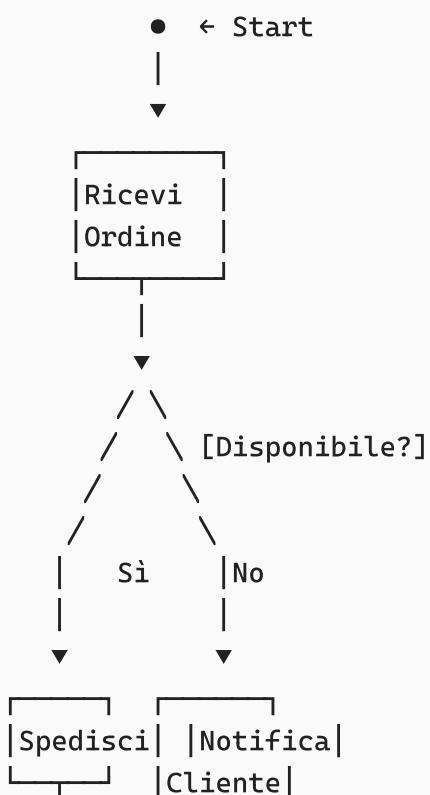 ● ← Start
Ricevi
Ordine
[Disponibile?]
Sì No
Spedisci Notifica
Cliente